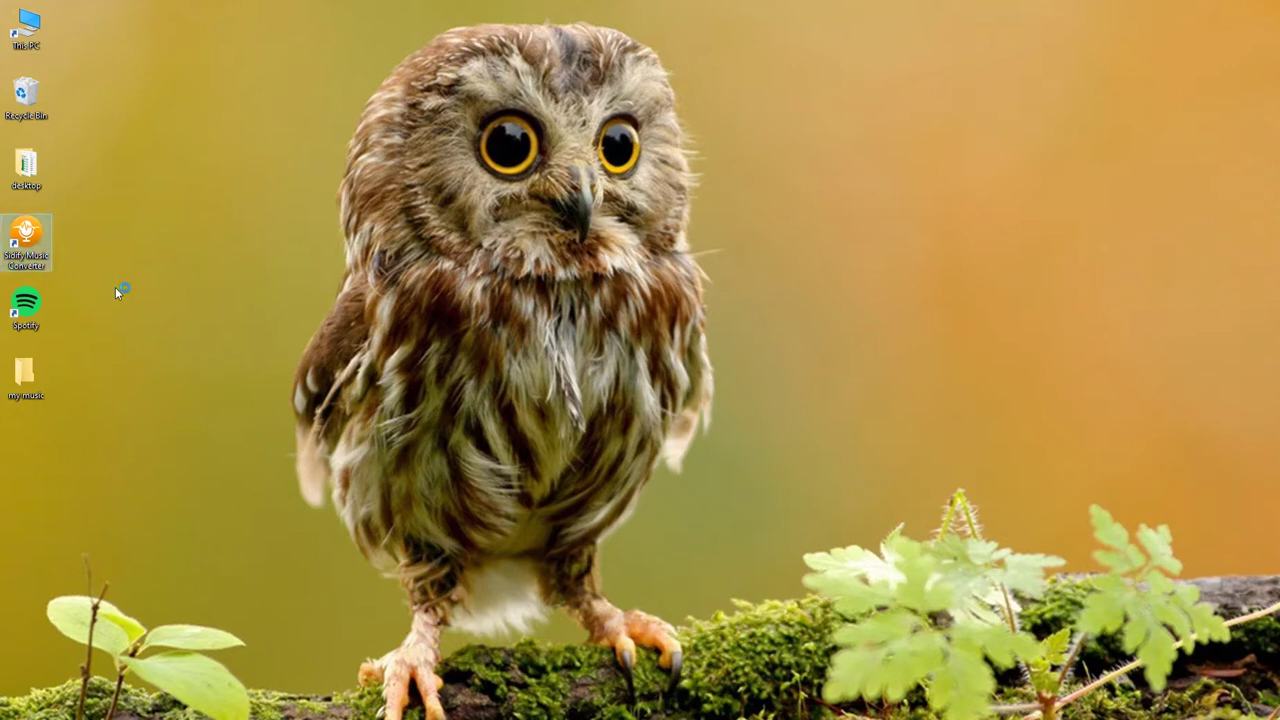 This PC
Recycle Bin
desktop
Sidify Music
Converter
Spotify
my music